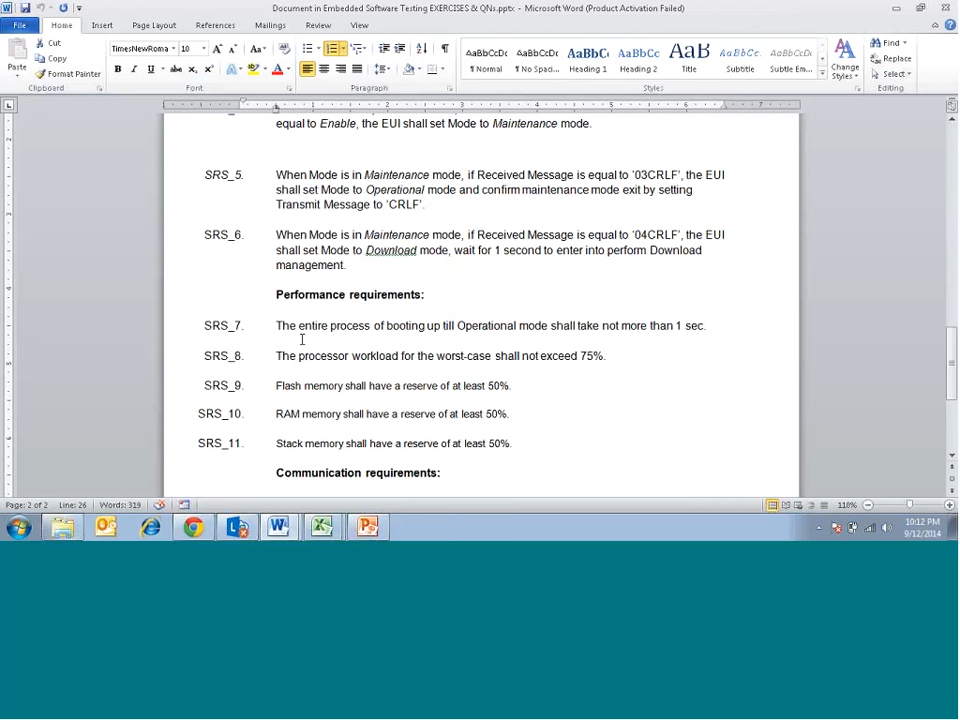 Document in Embedded Software Testing EXERCISES & QNs.pptx - Microsoft Word (Product Activation Failed)
File Home Insert Page Layout References Mailings Review View
Cut
Copy
Format Painter
Paste
TimesNewRoma 10
AaBbCcDc AaBbCcDc AaBbC AaBbCc AaB AaBbCc. AaBbCcDc
¶ Normal ¶ No Spaci... Heading 1 Heading 2 Title Subtitle Subtle Em...
Change Styles
Find
Replace
Select
Clipboard Font Paragraph Styles Editing
equal to Enable, the EUI shall set Mode to Maintenance mode.
SRS_5. When Mode is in Maintenance mode, if Received Message is equal to ‘03CRLF’, the EUI
shall set Mode to Operational mode and confirm maintenance mode exit by setting
Transmit Message to ‘CRLF’.
SRS_6. When Mode is in Maintenance mode, if Received Message is equal to ‘04CRLF’, the EUI
shall set Mode to Download mode, wait for 1 second to enter into perform Download
management.
Performance requirements:
SRS_7. The entire process of booting up till Operational mode shall take not more than 1 sec.
SRS_8. The processor workload for the worst-case shall not exceed 75%.
SRS_9. Flash memory shall have a reserve of at least 50%.
SRS_10. RAM memory shall have a reserve of at least 50%.
SRS_11. Stack memory shall have a reserve of at least 50%.
Communication requirements:
Page: 2 of 2 Line: 26 Words: 319 118%
10:12 PM
9/12/2014